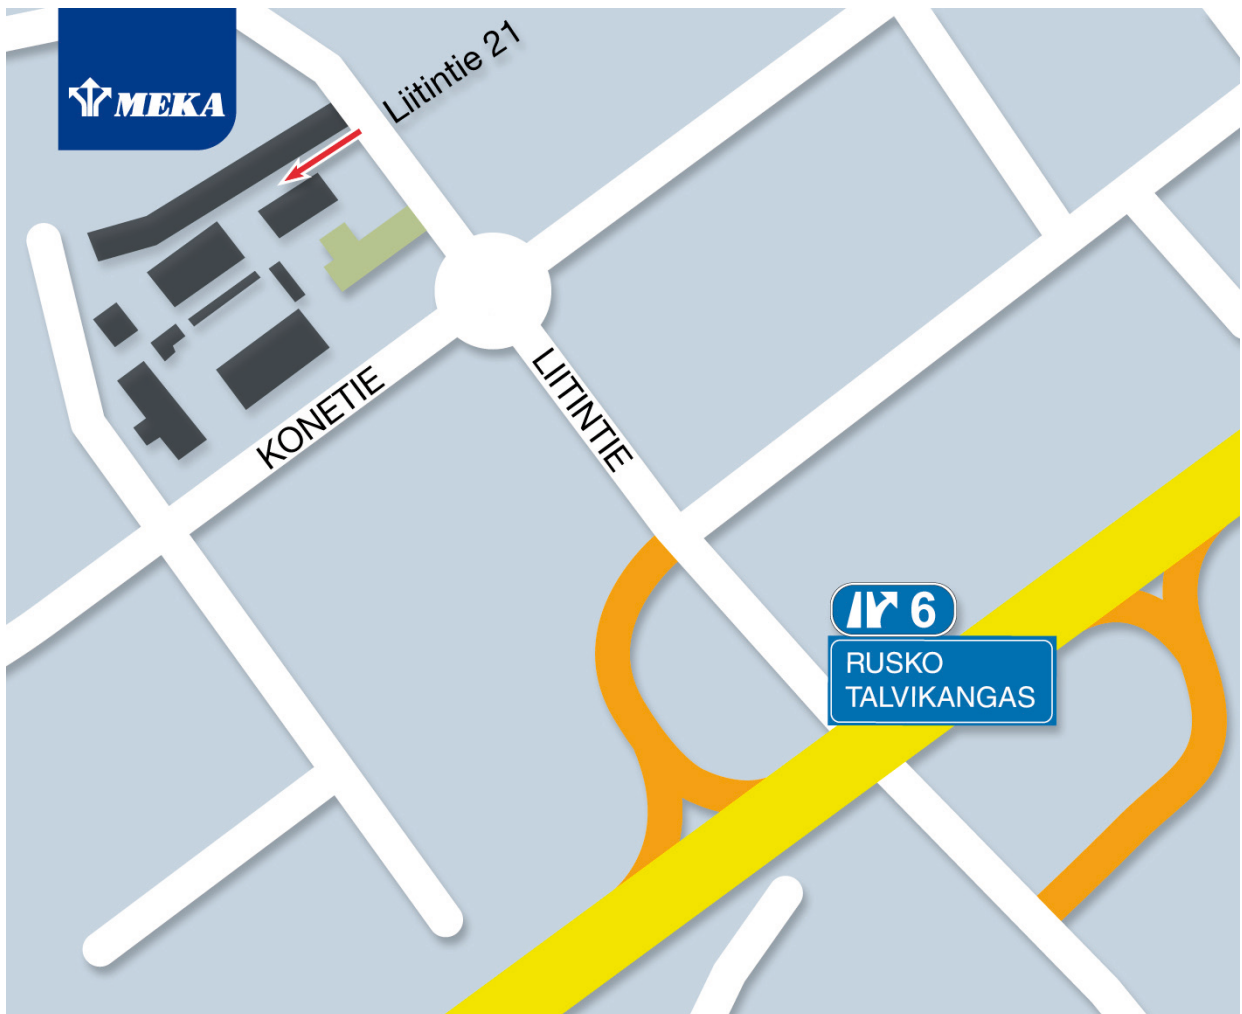 MEKA
Liitintie 21
KONETIE
LIITINTIE
6
RUSKO
TALVIKANGAS